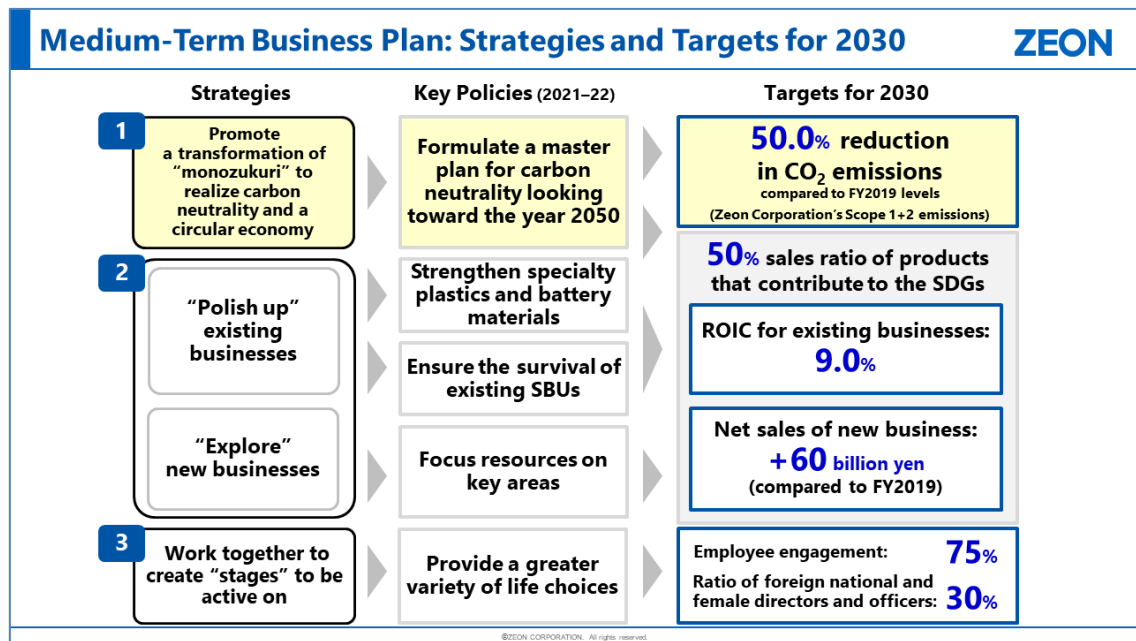 Medium-Term Business Plan: Strategies and Targets for 2030
ZEON
Strategies
Key Policies (2021–22)
Targets for 2030
1
Promote
a transformation of
“monozukuri” to
realize carbon
neutrality and a
circular economy
Formulate a master
plan for carbon
neutrality looking
toward the year 2050
50.0% reduction
in CO2 emissions
compared to FY2019 levels
(Zeon Corporation’s Scope 1+2 emissions)
2
“Polish up”
existing
businesses
Strengthen specialty
plastics and battery
materials
Ensure the survival of
existing SBUs
50% sales ratio of products
that contribute to the SDGs
ROIC for existing businesses:
9.0%
“Explore”
new businesses
Focus resources on
key areas
Net sales of new business:
+60 billion yen
(compared to FY2019)
3
Work together to
create “stages” to be
active on
Provide a greater
variety of life choices
Employee engagement: 75%
Ratio of foreign national and
female directors and officers: 30%
©ZEON CORPORATION. All rights reserved.